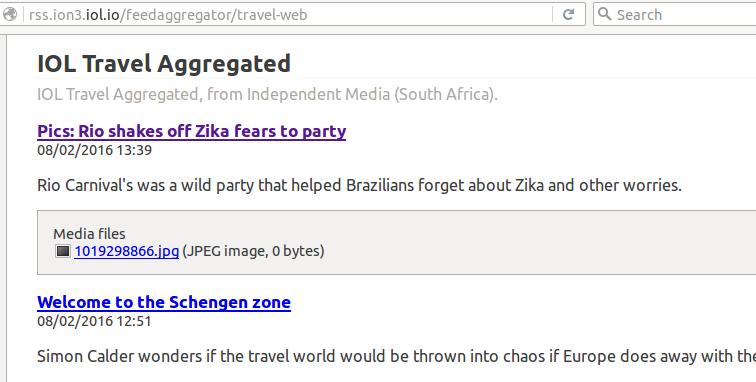 rss.ion3.iol.io/feedaggregator/travel-web
Search
IOL Travel Aggregated
IOL Travel Aggregated, from Independent Media (South Africa).
Pics: Rio shakes off Zika fears to party
08/02/2016 13:39
Rio Carnival's was a wild party that helped Brazilians forget about Zika and other worries.
Media files
1019298866.jpg (JPEG image, 0 bytes)
Welcome to the Schengen zone
08/02/2016 12:51
Simon Calder wonders if the travel world would be thrown into chaos if Europe does away with the